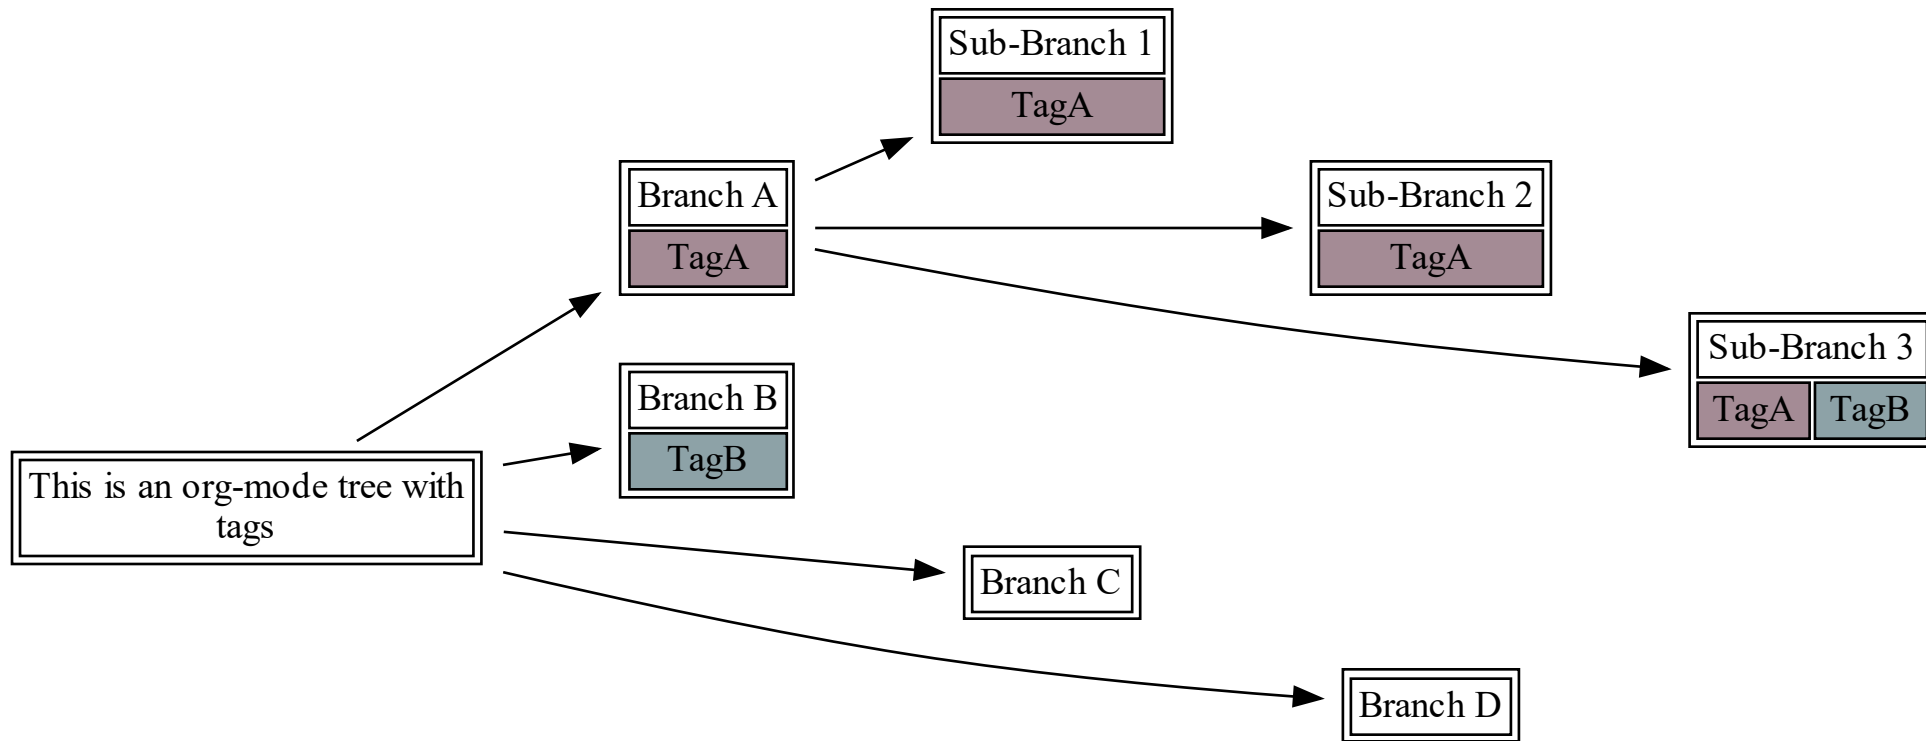 Sub-Branch 1
TagA
Branch A
TagA
Sub-Branch 2
TagA
Sub-Branch 3
TagA TagB
Branch B
TagB
This is an org-mode tree with
tags
Branch C
Branch D